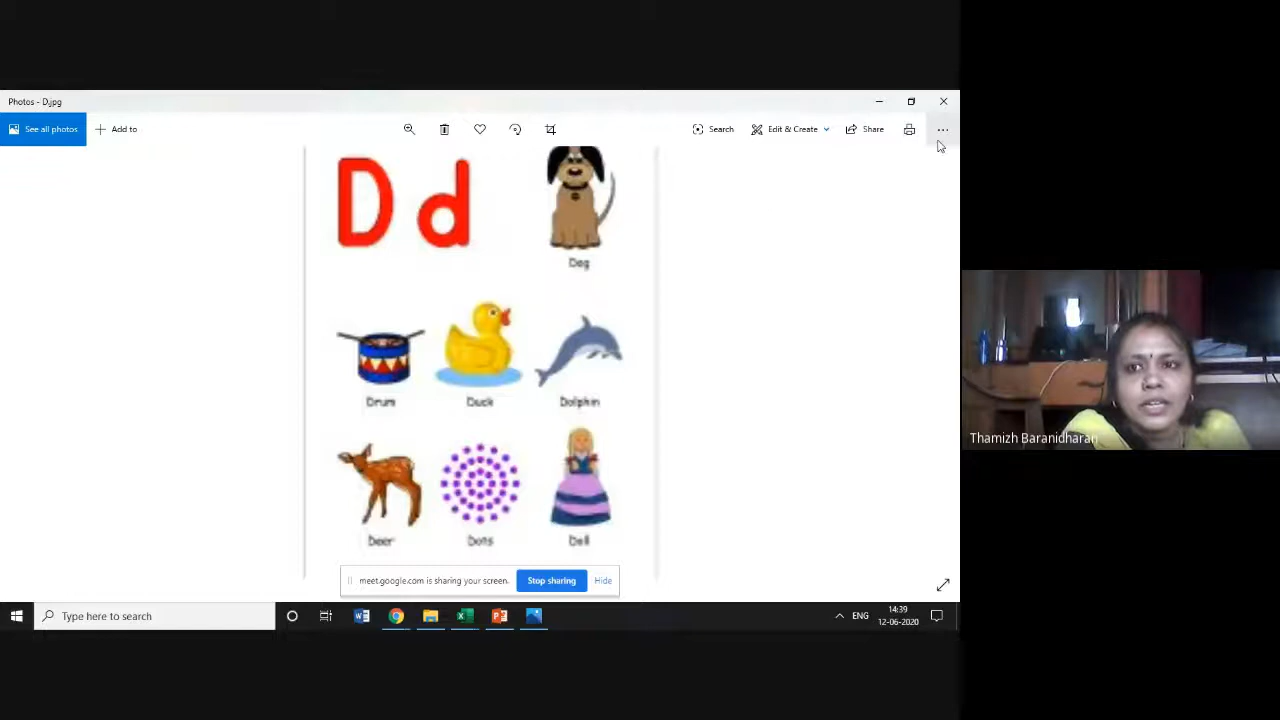 Photos - D.jpg
See all photos
Add to
Search
Edit & Create
Share
D d
Dog
Drum
Duck
Dolphin
Deer
Dots
Doll
meet.google.com is sharing your screen.
Stop sharing
Hide
Thamizh Baranidharan
Type here to search
ENG
14:39
12-06-2020